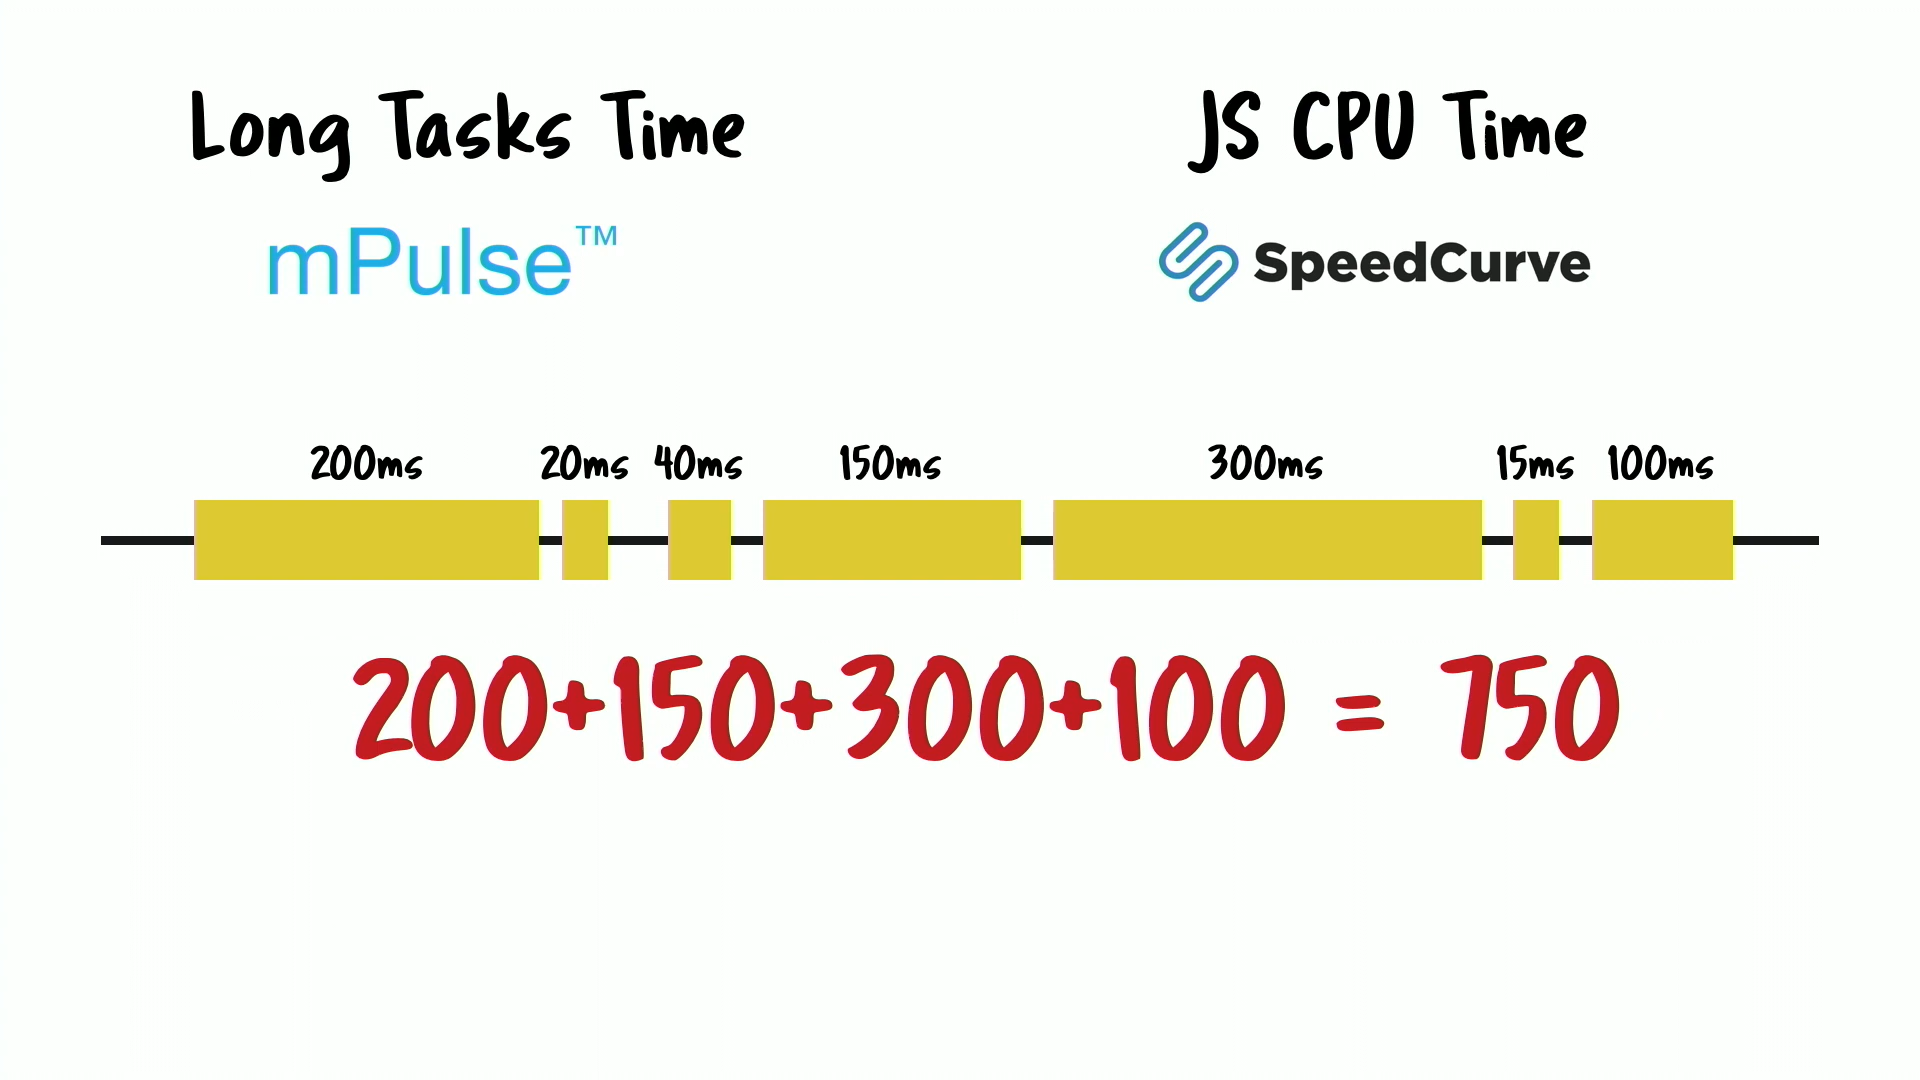 Long Tasks Time
mPulse™
JS CPU Time
SpeedCurve
200ms 20ms 40ms 150ms 300ms 15ms 100ms
200+150+300+100 = 750